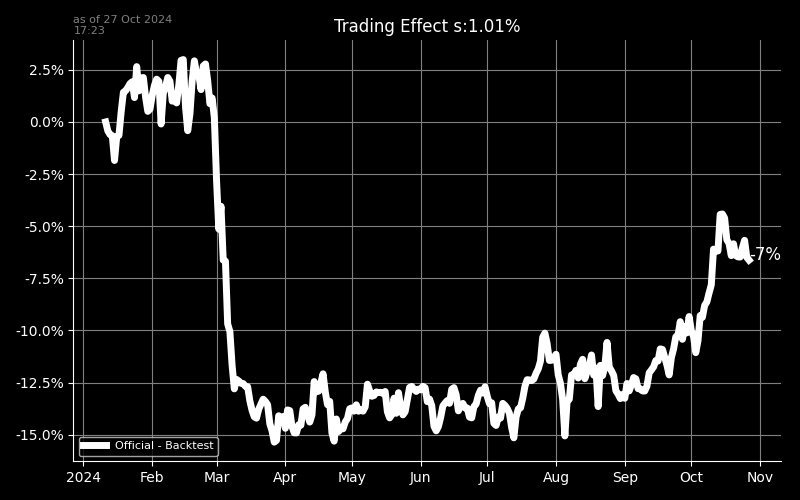 as of 27 Oct 2024
17:23
Trading Effect s:1.01%
2.5%
0.0%
-2.5%
-5.0%
-7.5%
-10.0%
-12.5%
-15.0%
-7%
Official - Backtest
2024 Feb Mar Apr May Jun Jul Aug Sep Oct Nov